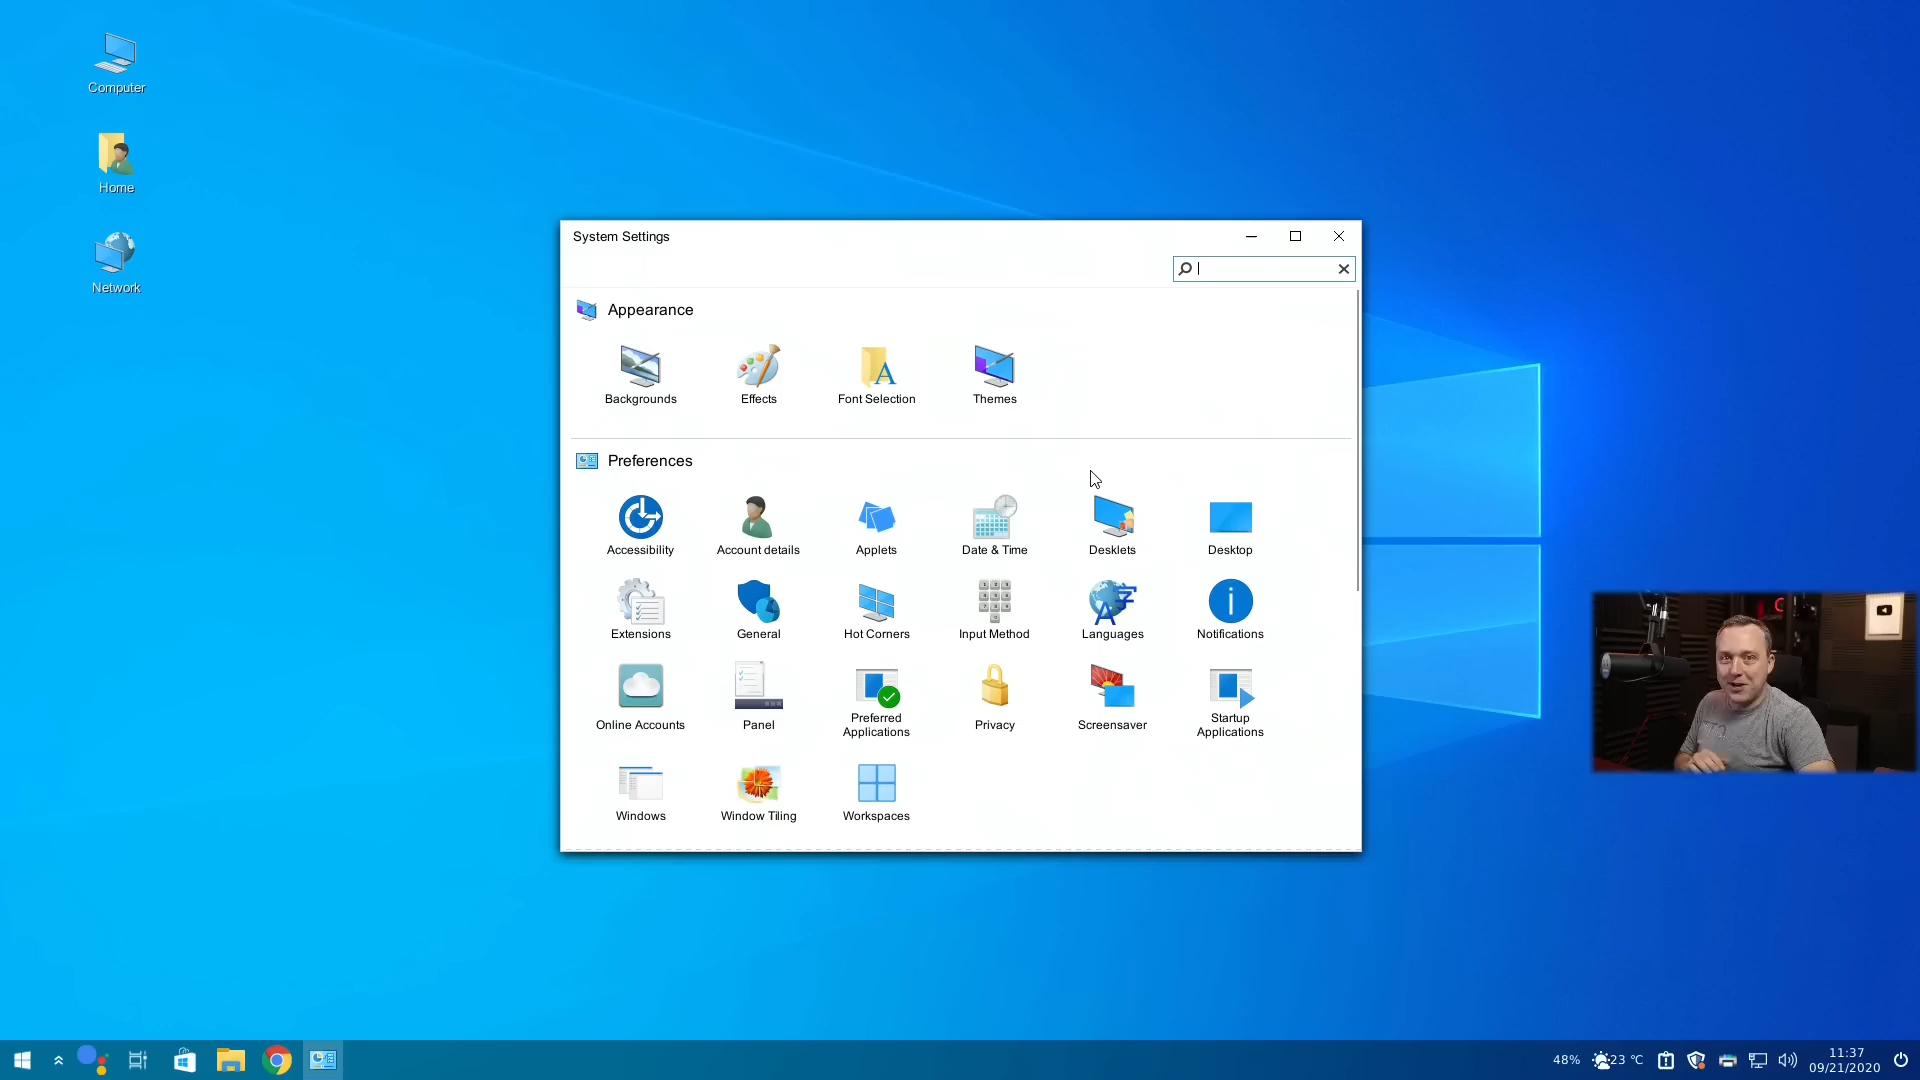 Computer
Home
Network
System Settings
Appearance
Backgrounds
Effects
Font Selection
Themes
Preferences
Accessibility
Account details
Applets
Date & Time
Desklets
Desktop
Extensions
General
Hot Corners
Input Method
Languages
Notifications
Online Accounts
Panel
Preferred
Applications
Privacy
Screensaver
Startup
Applications
Windows
Window Tiling
Workspaces
48%
23 °C
11:37
09/21/2020